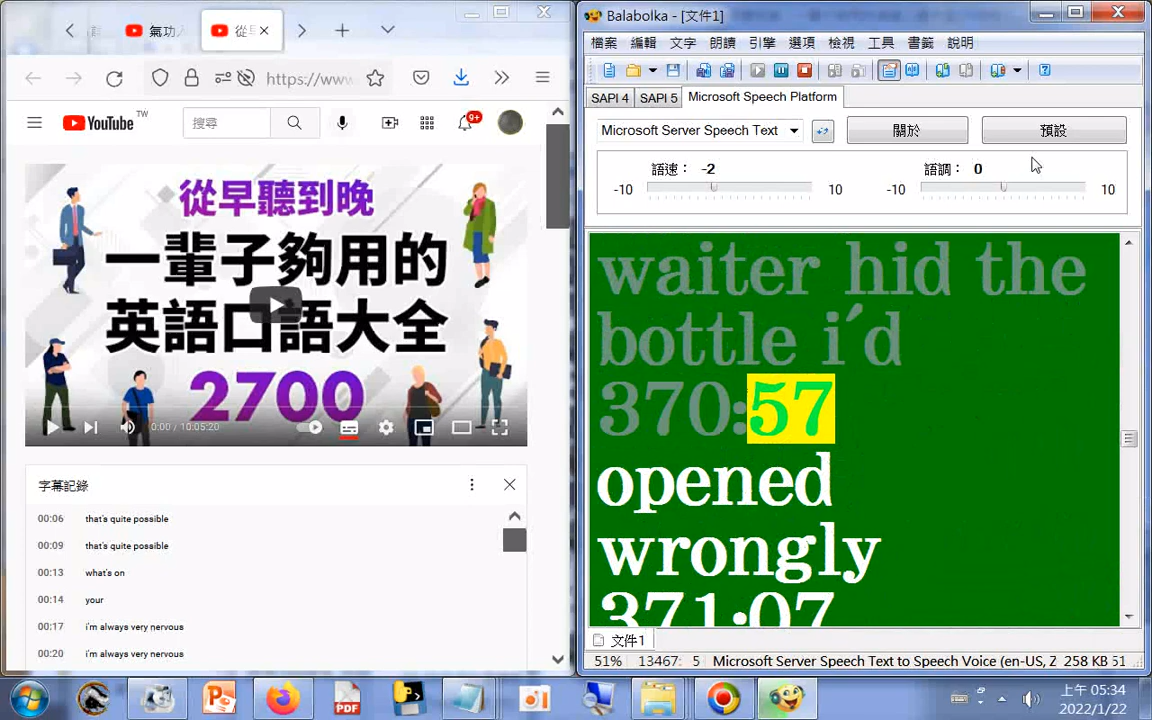 氣功
從
https://www.
YouTube TW
搜尋
9+
從早聽到晚
一輩子夠用的
英語口語大全
2700
0:00 / 10:05:20
字幕記錄
00:06 that's quite possible
00:09 that's quite possible
00:13 what's on
00:14 your
00:17 i'm always very nervous
00:20 i'm always very nervous
Balabolka - [文件1]
檔案 編輯 文字 朗讀 引擎 選項 檢視 工具 書籤 說明
SAPI 4 SAPI 5 Microsoft Speech Platform
Microsoft Server Speech Text
關於 預設
語速： -2 語調： 0
-10 10 -10 10
waiter hid the
bottle i´d
370:57
opened
wrongly
371:07
文件1
51% 13467: 5 Microsoft Server Speech Text to Speech Voice (en-US, Z 258 KB 51
PDF
上午 05:34
2022/1/22